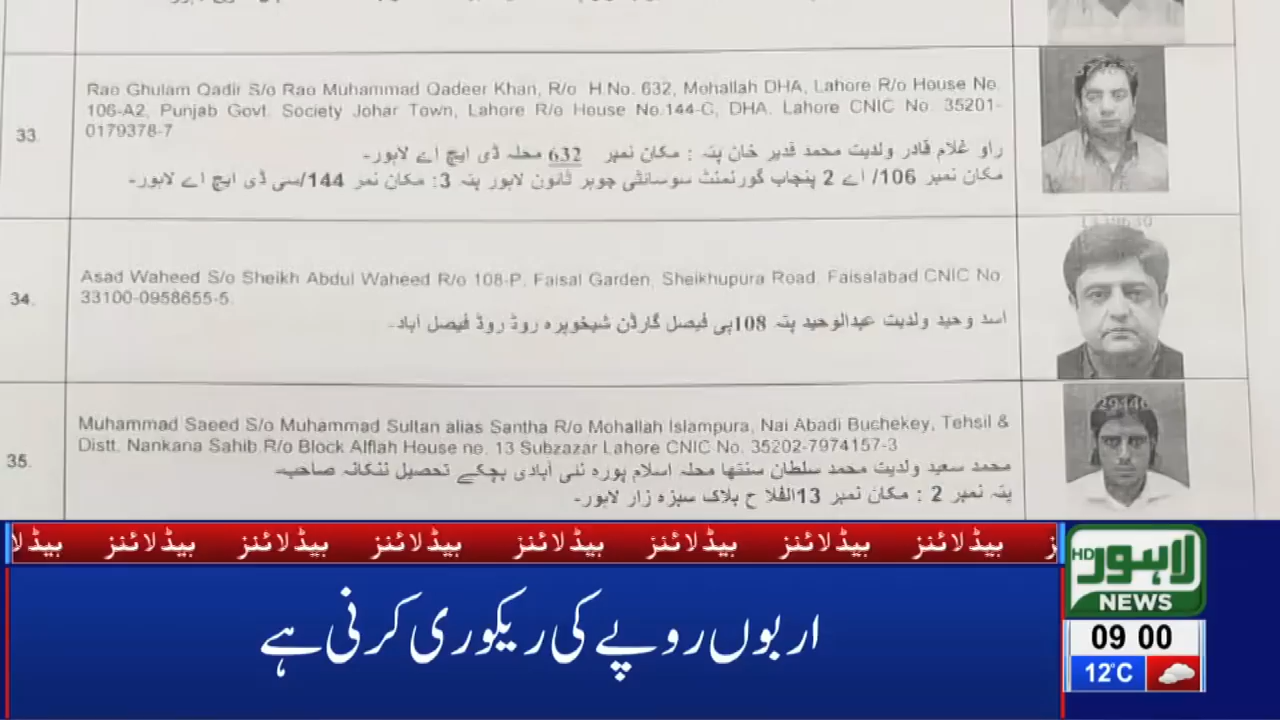 33.
Rao Ghulam Qadir S/o Rao Muhammad Qadeer Khan, R/o H.No. 632, Mohallah DHA, Lahore R/o House No.
106-A2, Punjab Govt. Society Johar Town, Lahore R/o House No.144-C, DHA, Lahore CNIC No. 35201-
0179378-7
راو غلام قادر ولدیت محمد قدیر خان پتہ : مکان نمبر 632 محلہ ڈی ایچ اے لاہور۔
مکان نمبر 106/ اے 2 پنجاب گورنمنٹ سوسائٹی جوہر ٹاؤن لاہور پتہ 3: مکان نمر 144/سی ڈی ایچ اے لاہور۔
34.
Asad Waheed S/o Sheikh Abdul Waheed R/o 108-P, Faisal Garden, Sheikhupura Road, Faisalabad CNIC No.
33100-0958655-5.
اسد وحید ولدیت عبدالوحید پتہ 108پی فیصل گارڈن شیخوپرہ روڈ روڈ فیصل آباد۔
35.
Muhammad Saeed S/o Muhammad Sultan alias Santha R/o Mohallah Islampura, Nai Abadi Buchekey, Tehsil &
Distt. Nankana Sahib R/o Block Alflah House no. 13 Subzazar Lahore CNIC No. 35202-7974157-3
محمد سعید ولدیت محمد سلطان سنتھا محلہ اسلام پورہ نئی آبادی بچکے تحصیل ننکانہ صاحب۔
پتہ نمبر 2 : مکان نمبر 13الفلاح بلاک سبزہ زار لاہور۔
ہیڈلائنز ہیڈلائنز ہیڈلائنز ہیڈلائنز ہیڈلائنز ہیڈلائنز ہیڈلائنز
اربوں روپے کی ریکوری کرنی ہے
لاہور HD
NEWS
09 00
12°C